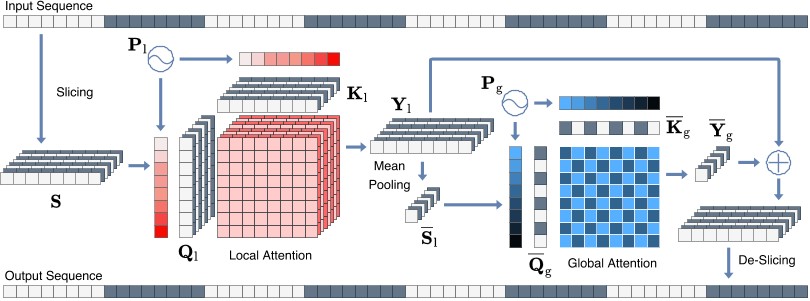 Input Sequence
P_l
Slicing
K_l
Y_l
P_g
K̅_g
Y̅_g
Mean
Pooling
S
S̅_l
Q_l
Local Attention
Q̅_g
Global Attention
De-Slicing
Output Sequence